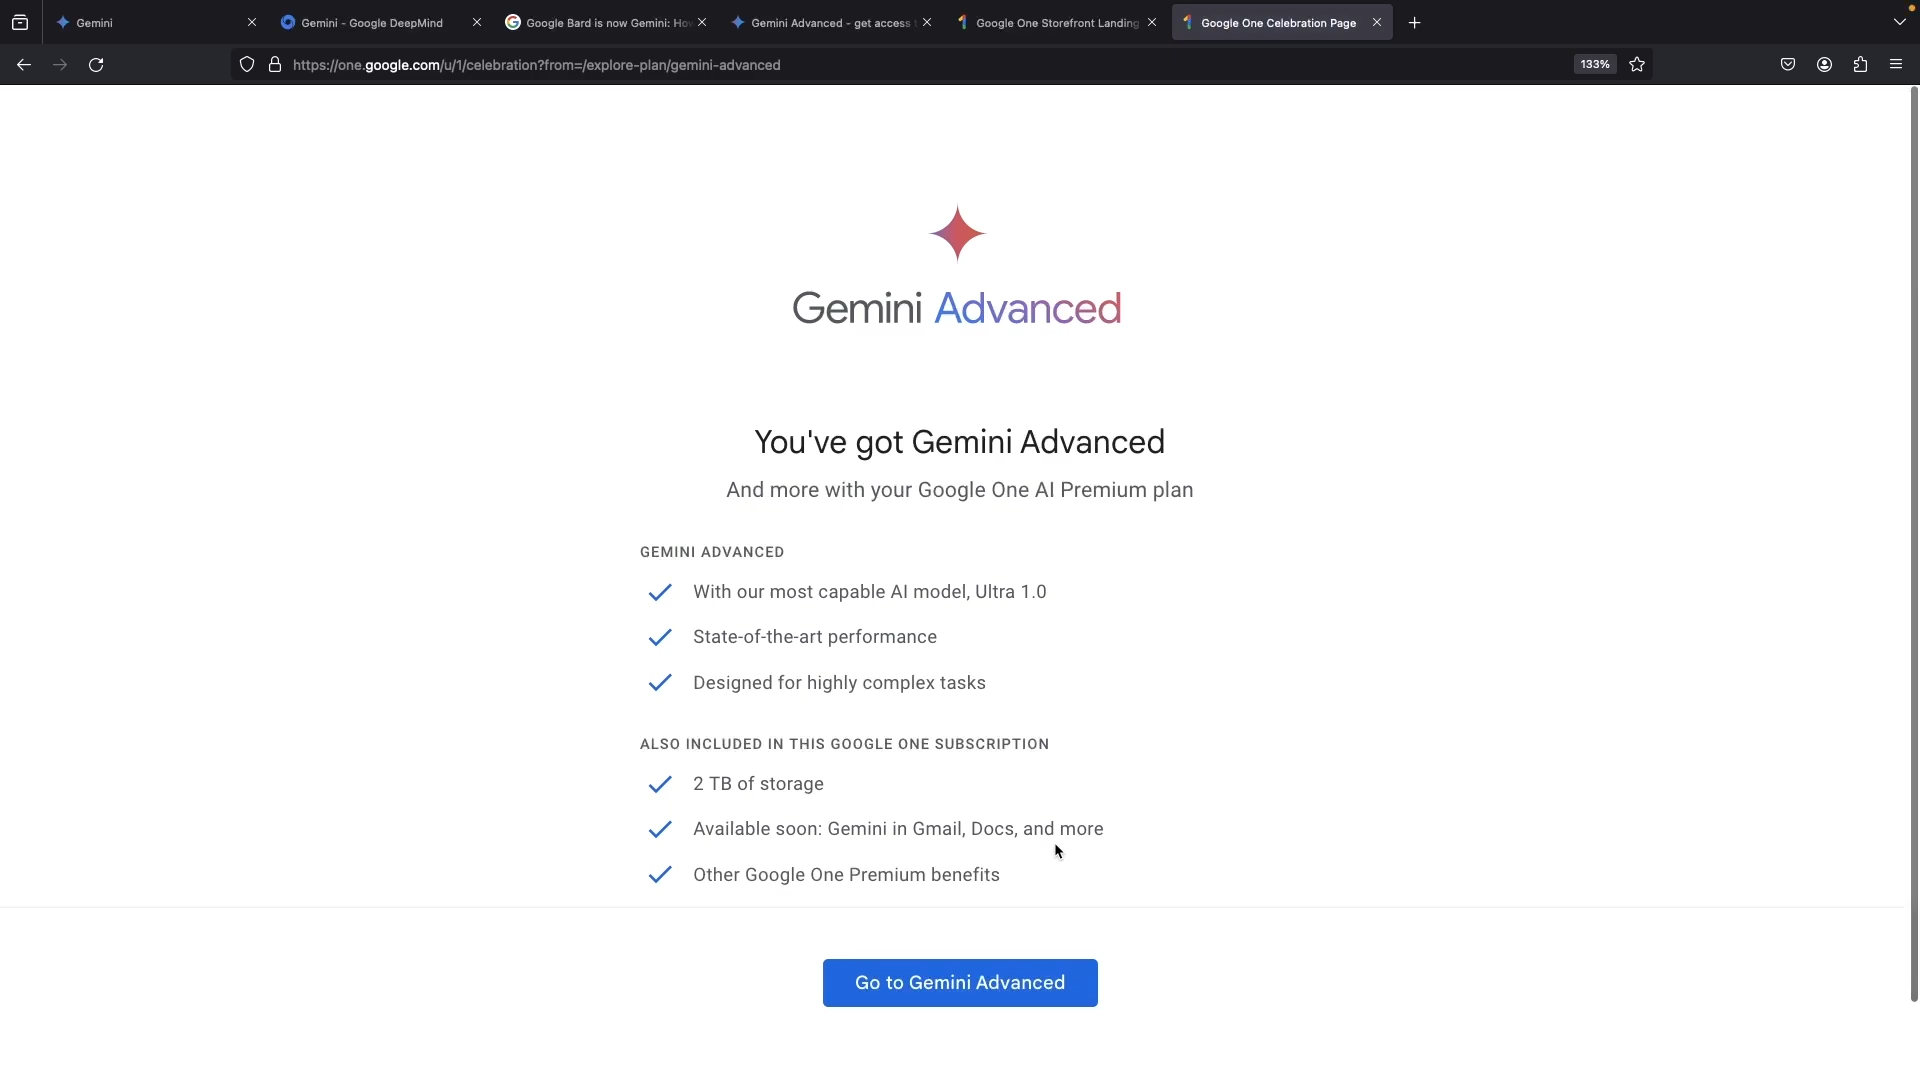 Gemini
Gemini - Google DeepMind
Google Bard is now Gemini: Ho
Gemini Advanced - get access
Google One Storefront Landing
Google One Celebration Page
https://one.google.com/u/1/celebration?from=/explore-plan/gemini-advanced
133%
Gemini Advanced
You've got Gemini Advanced
And more with your Google One AI Premium plan
GEMINI ADVANCED
With our most capable AI model, Ultra 1.0
State-of-the-art performance
Designed for highly complex tasks
ALSO INCLUDED IN THIS GOOGLE ONE SUBSCRIPTION
2 TB of storage
Available soon: Gemini in Gmail, Docs, and more
Other Google One Premium benefits
Go to Gemini Advanced